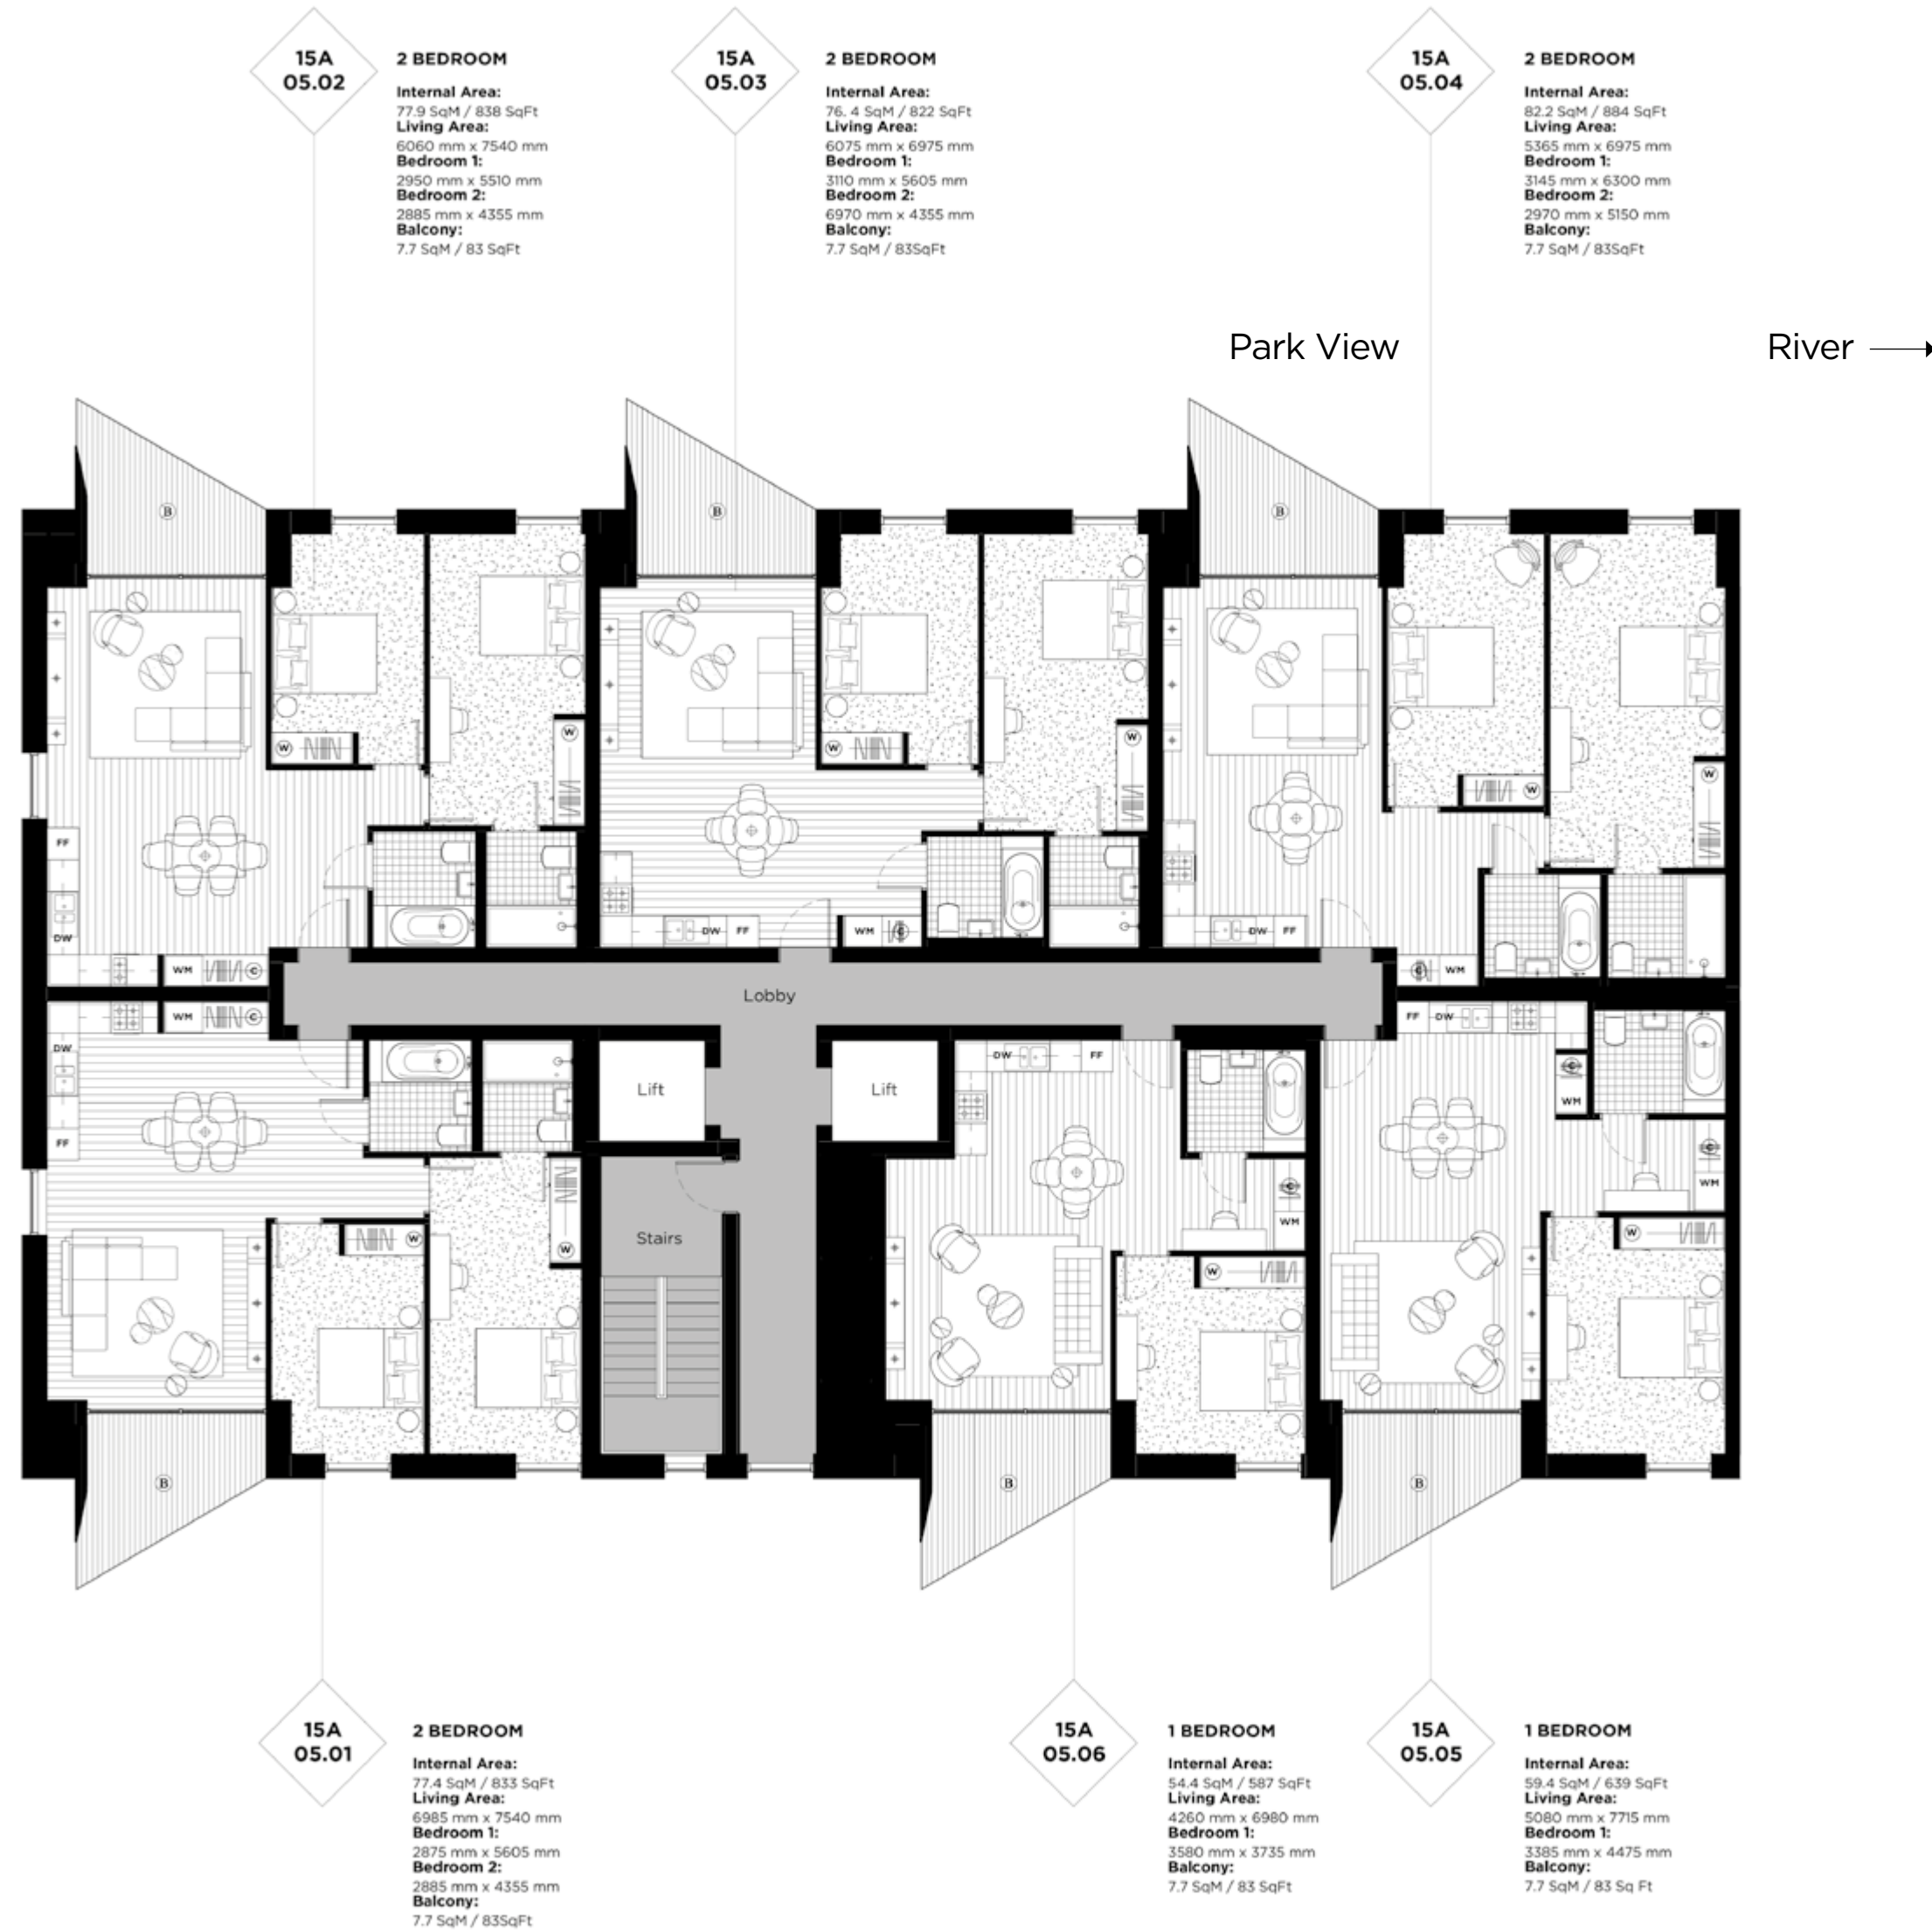 15A
05.02
2 BEDROOM
Internal Area:
77.9 SqM / 838 SqFt
Living Area:
6060 mm x 7540 mm
Bedroom 1:
2950 mm x 5510 mm
Bedroom 2:
2885 mm x 4355 mm
Balcony:
7.7 SqM / 83 SqFt
15A
05.03
2 BEDROOM
Internal Area:
76. 4 SqM / 822 SqFt
Living Area:
6075 mm x 6975 mm
Bedroom 1:
3110 mm x 5605 mm
Bedroom 2:
6970 mm x 4355 mm
Balcony:
7.7 SqM / 83SqFt
15A
05.04
2 BEDROOM
Internal Area:
82.2 SqM / 884 SqFt
Living Area:
5365 mm x 6975 mm
Bedroom 1:
3145 mm x 6300 mm
Bedroom 2:
2970 mm x 5150 mm
Balcony:
7.7 SqM / 83SqFt
Park View
River
B
B
B
W
W
W
W
W
W
FF
DW
WM
C
DW
FF
WM
C
DW
FF
C
WM
Lobby
WM
C
DW
FF
Lift
Lift
DW
FF
FF
DW
C
WM
C
WM
C
WM
Stairs
W
W
W
W
B
B
B
15A
05.01
2 BEDROOM
Internal Area:
77.4 SqM / 833 SqFt
Living Area:
6985 mm x 7540 mm
Bedroom 1:
2875 mm x 5605 mm
Bedroom 2:
2885 mm x 4355 mm
Balcony:
7.7 SqM / 83SqFt
15A
05.06
1 BEDROOM
Internal Area:
54.4 SqM / 587 SqFt
Living Area:
4260 mm x 6980 mm
Bedroom 1:
3580 mm x 3735 mm
Balcony:
7.7 SqM / 83 SqFt
15A
05.05
1 BEDROOM
Internal Area:
59.4 SqM / 639 SqFt
Living Area:
5080 mm x 7715 mm
Bedroom 1:
3385 mm x 4475 mm
Balcony:
7.7 SqM / 83 Sq Ft